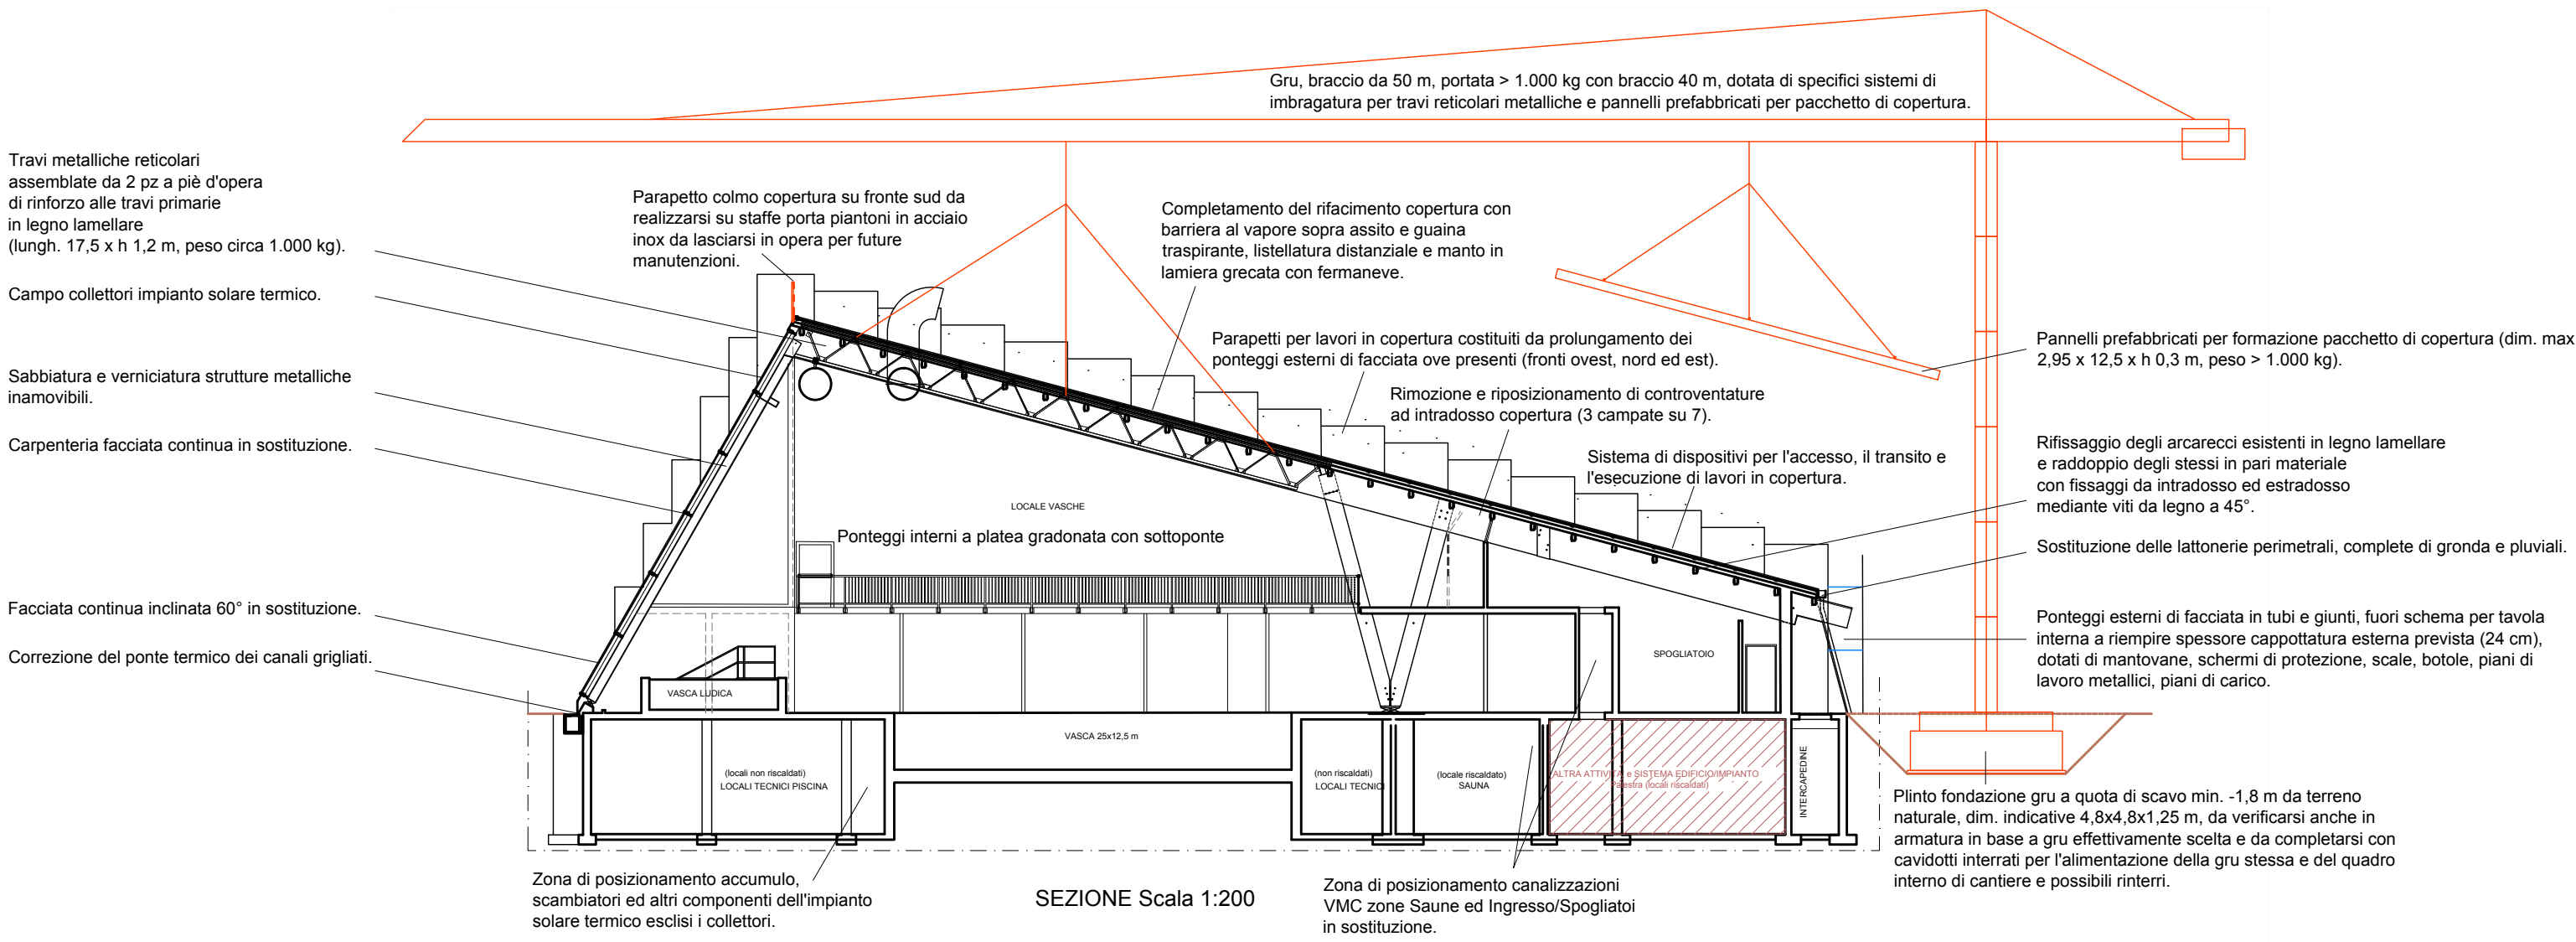 Gru, braccio da 50 m, portata > 1.000 kg con braccio 40 m, dotata di specifici sistemi di
imbragatura per travi reticolari metalliche e pannelli prefabbricati per pacchetto di copertura.
Travi metalliche reticolari
assemblate da 2 pz a piè d'opera
di rinforzo alle travi primarie
in legno lamellare
(lungh. 17,5 x h 1,2 m, peso circa 1.000 kg).
Campo collettori impianto solare termico.
Sabbiatura e verniciatura strutture metalliche
inamovibili.
Carpenteria facciata continua in sostituzione.
Facciata continua inclinata 60° in sostituzione.
Correzione del ponte termico dei canali grigliati.
Parapetto colmo copertura su fronte sud da
realizzarsi su staffe porta piantoni in acciaio
inox da lasciarsi in opera per future
manutenzioni.
Completamento del rifacimento copertura con
barriera al vapore sopra assito e guaina
traspirante, listellatura distanziale e manto in
lamiera grecata con fermaneve.
Parapetti per lavori in copertura costituiti da prolungamento dei
ponteggi esterni di facciata ove presenti (fronti ovest, nord ed est).
Rimozione e riposizionamento di controventature
ad intradosso copertura (3 campate su 7).
Sistema di dispositivi per l'accesso, il transito e
l'esecuzione di lavori in copertura.
Pannelli prefabbricati per formazione pacchetto di copertura (dim. max
2,95 x 12,5 x h 0,3 m, peso > 1.000 kg).
Rifissaggio degli arcarecci esistenti in legno lamellare
e raddoppio degli stessi in pari materiale
con fissaggi da intradosso ed estradosso
mediante viti da legno a 45°.
Sostituzione delle lattonerie perimetrali, complete di gronda e pluviali.
Ponteggi esterni di facciata in tubi e giunti, fuori schema per tavola
interna a riempire spessore cappottatura esterna prevista (24 cm),
dotati di mantovane, schermi di protezione, scale, botole, piani di
lavoro metallici, piani di carico.
LOCALE VASCHE
Ponteggi interni a platea gradonata con sottoponte
SPOGLIATOIO
VASCA LUDICA
VASCA 25x12,5 m
(locali non riscaldati)
LOCALI TECNICI PISCINA
(non riscaldati)
LOCALI TECNICI
(locale riscaldato)
SAUNA
ALTRA ATTIVITA' e SISTEMA EDIFICIO/IMPIANTO
Palestra (locali riscaldati)
INTERCAPEDINE
Plinto fondazione gru a quota di scavo min. -1,8 m da terreno
naturale, dim. indicative 4,8x4,8x1,25 m, da verificarsi anche in
armatura in base a gru effettivamente scelta e da completarsi con
cavidotti interrati per l'alimentazione della gru stessa e del quadro
interno di cantiere e possibili rinterri.
Zona di posizionamento accumulo,
scambiatori ed altri componenti dell'impianto
solare termico esclisi i collettori.
SEZIONE Scala 1:200
Zona di posizionamento canalizzazioni
VMC zone Saune ed Ingresso/Spogliatoi
in sostituzione.